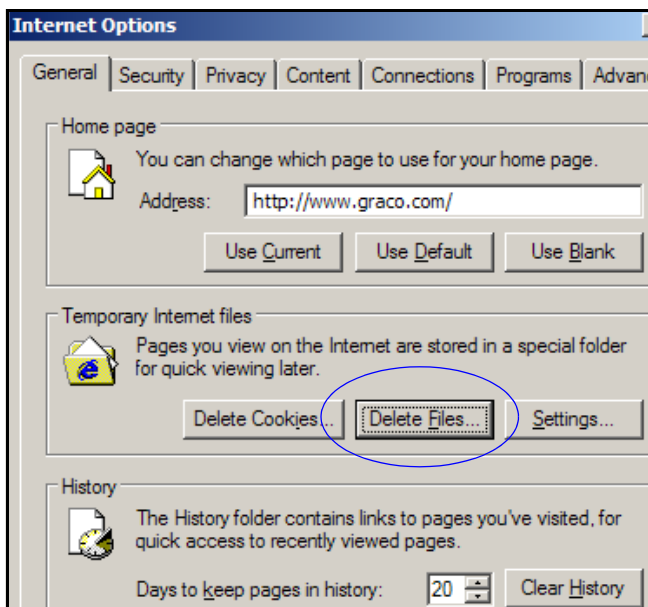 Internet Options
General Security Privacy Content Connections Programs Advan
Home page
You can change which page to use for your home page.
Address: http://www.graco.com/
Use Current Use Default Use Blank
Temporary Internet files
Pages you view on the Internet are stored in a special folder
for quick viewing later.
Delete Cookies... Delete Files... Settings...
History
The History folder contains links to pages you've visited, for
quick access to recently viewed pages.
Days to keep pages in history: 20 Clear History